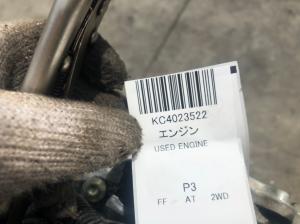 KC4023522
エンジン
USED ENGINE
P3
FF AT 2WD